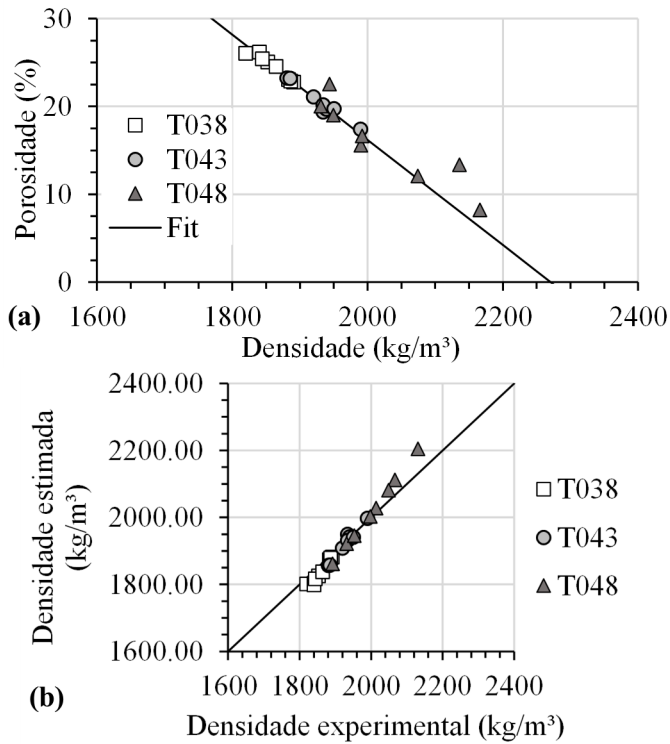 30
20
10
0
Porosidade (%)
T038
T043
T048
Fit
(a)
1600 1800 2000 2200 2400
Densidade (kg/m³)
2400.00
2200.00
2000.00
1800.00
1600.00
Densidade estimada
(kg/m³)
T038
T043
T048
1600 1800 2000 2200 2400
(b)
Densidade experimental (kg/m³)